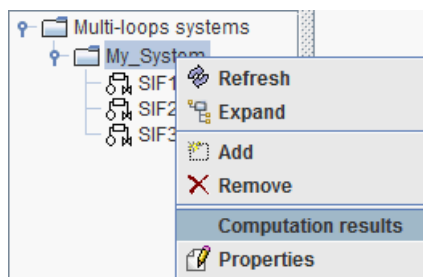 Multi-loops systems
My_System
SIF1
SIF2
SIF3
Refresh
Expand
Add
Remove
Computation results
Properties